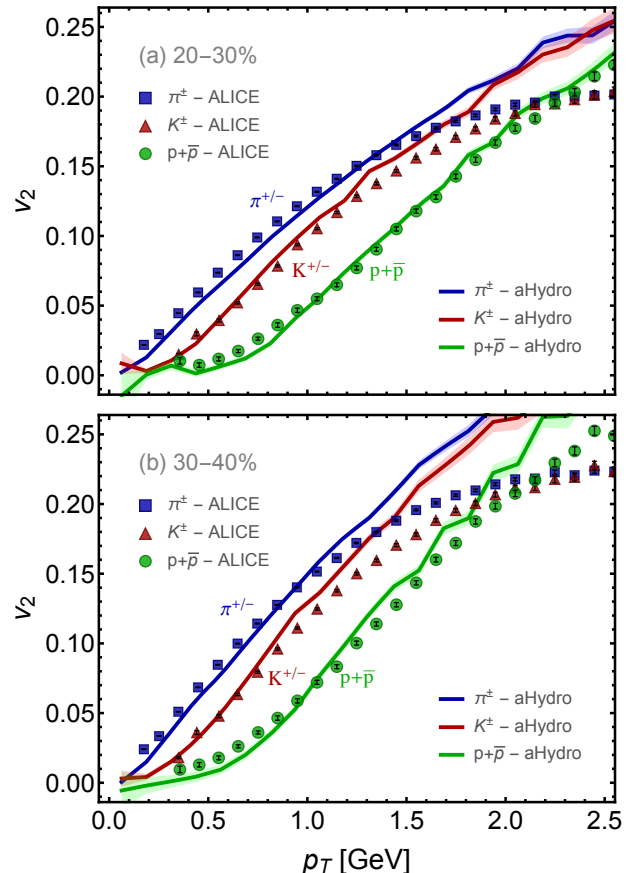 0.25
0.20
0.15
0.10
0.05
0.00
v₂
(a) 20–30%
π± – ALICE
K± – ALICE
p+p̅ – ALICE
π+/-
K+/-
p+p̅
π± – aHydro
K± – aHydro
p+p̅ – aHydro
0.25
0.20
0.15
0.10
0.05
0.00
v₂
(b) 30–40%
π± – ALICE
K± – ALICE
p+p̅ – ALICE
π+/-
K+/-
p+p̅
π± – aHydro
K± – aHydro
p+p̅ – aHydro
0.0 0.5 1.0 1.5 2.0 2.5
p_T [GeV]